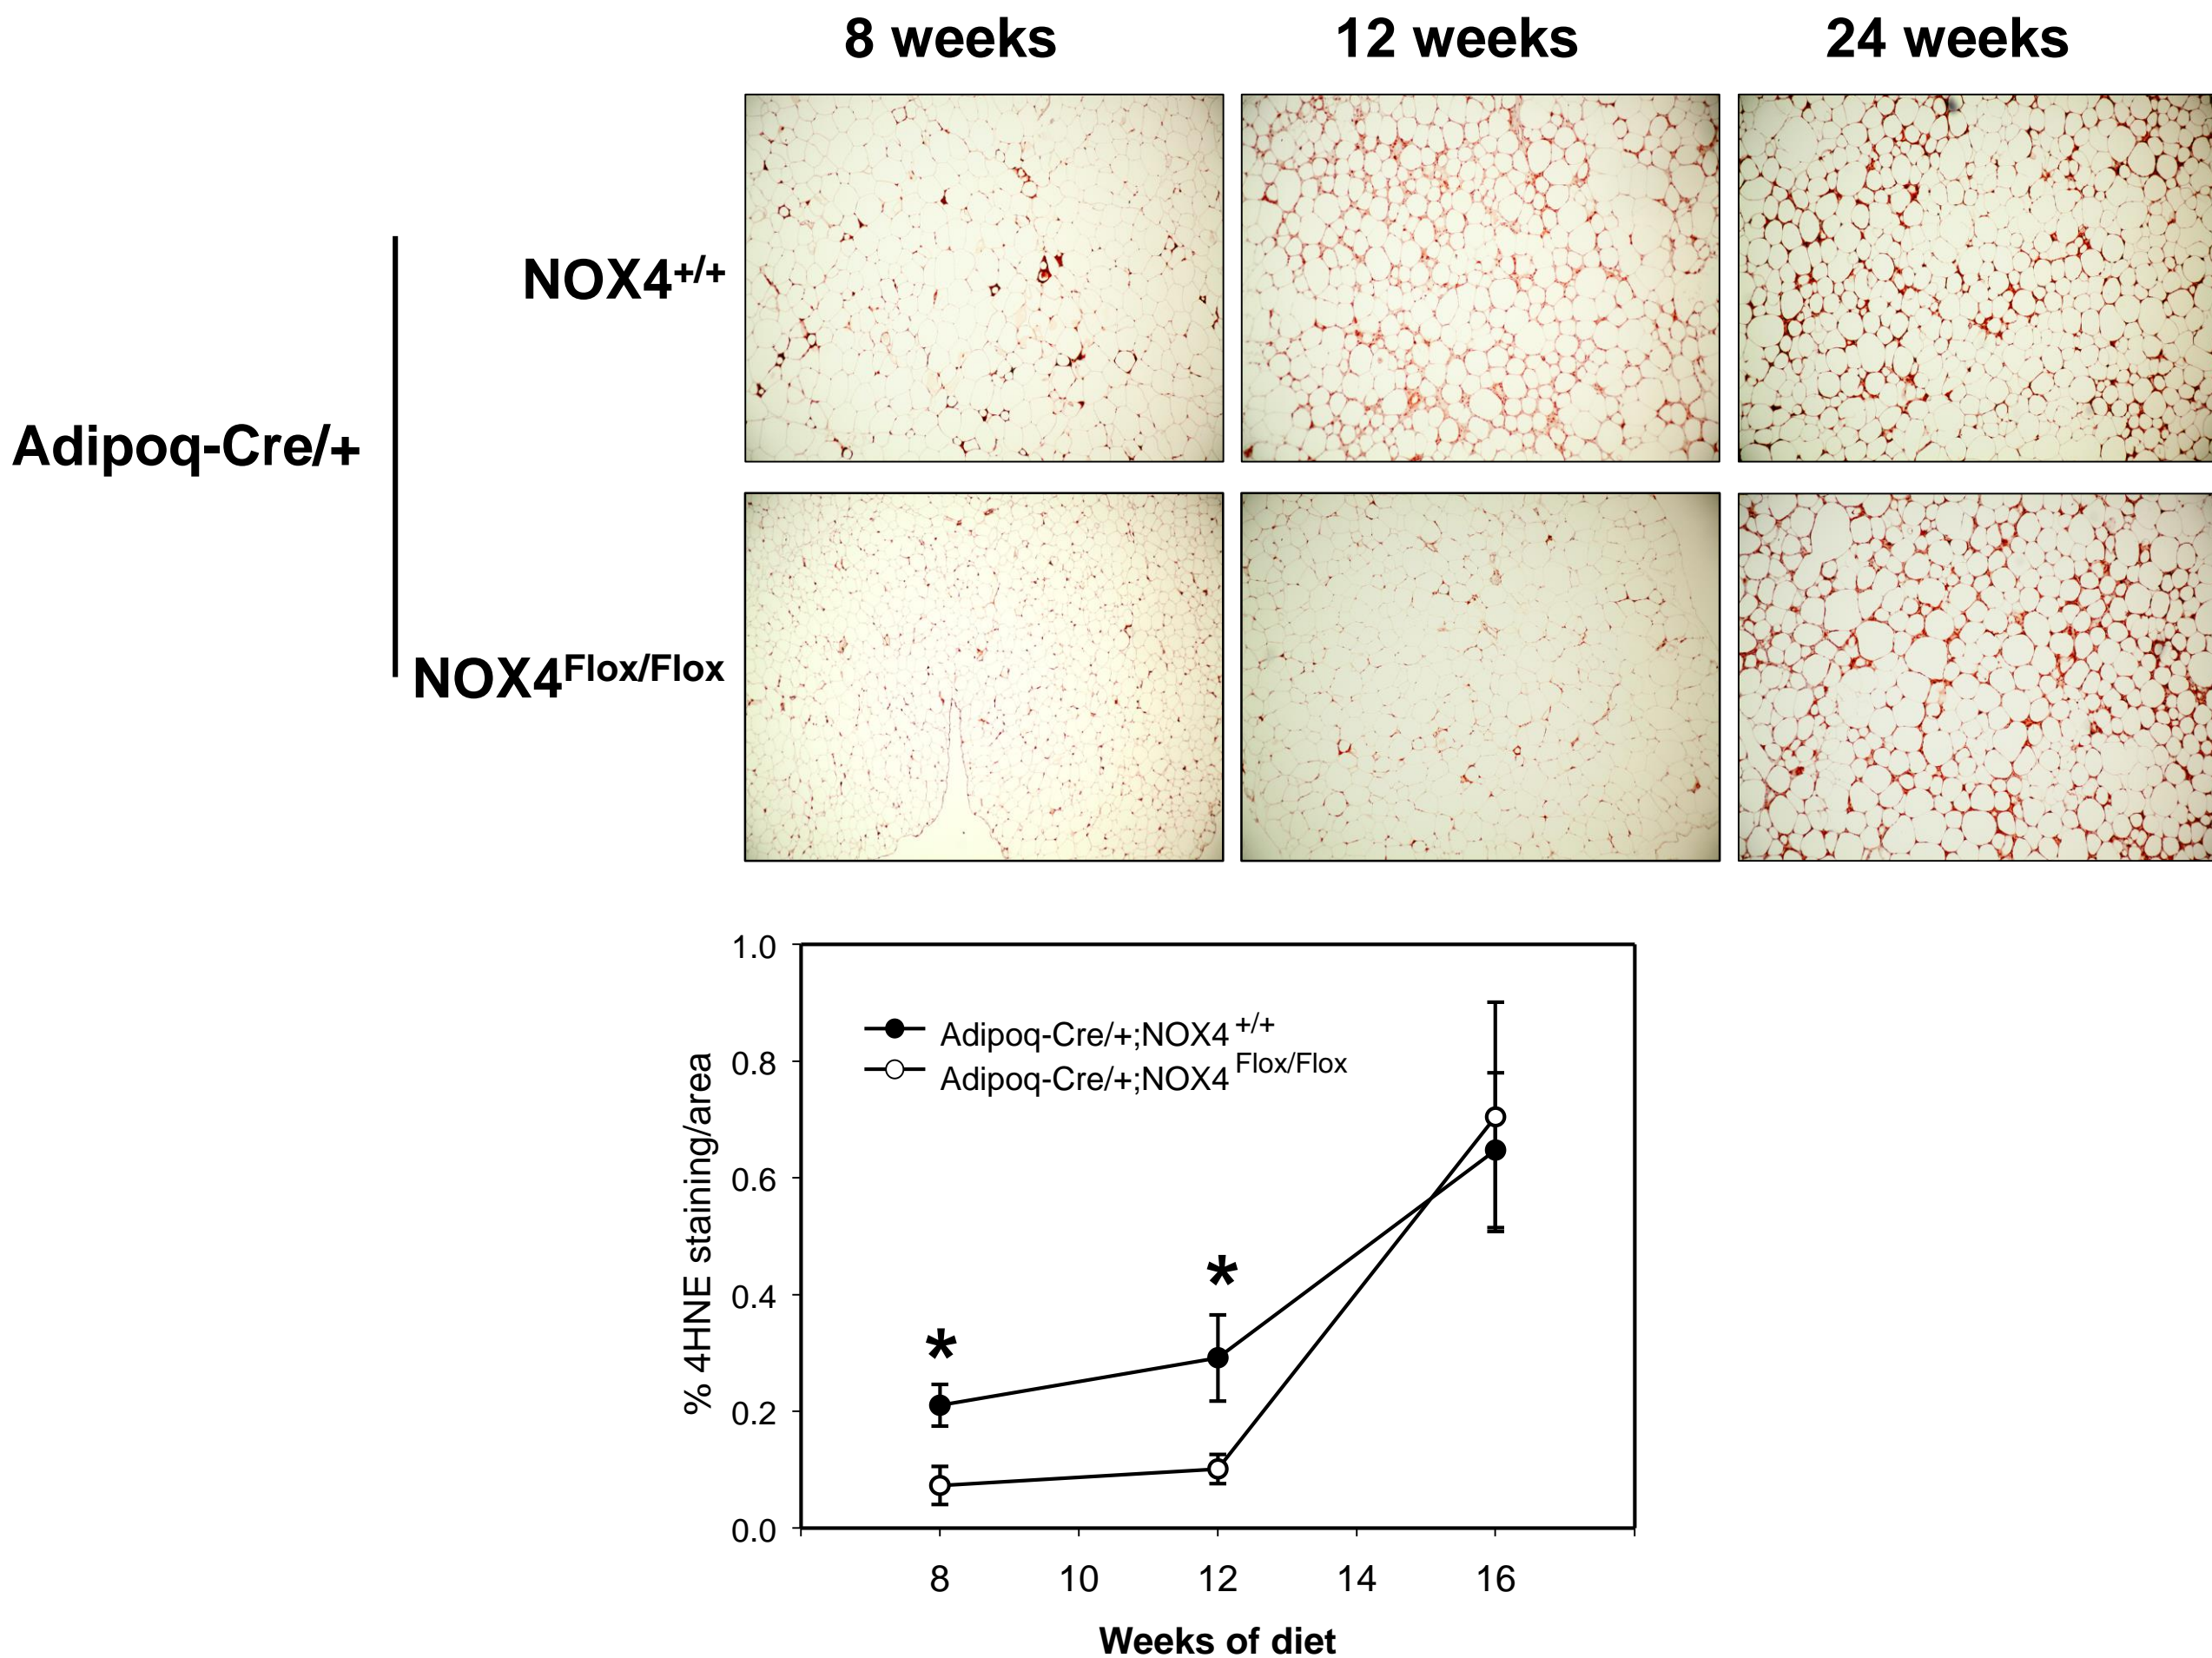 8 weeks
12 weeks
24 weeks
NOX4+/+
Adipoq-Cre/+
NOX4Flox/Flox
1.0
0.8
0.6
0.4
0.2
0.0
% 4HNE staining/area
Adipoq-Cre/+;NOX4 +/+
Adipoq-Cre/+;NOX4 Flox/Flox
*
*
8 10 12 14 16
Weeks of diet